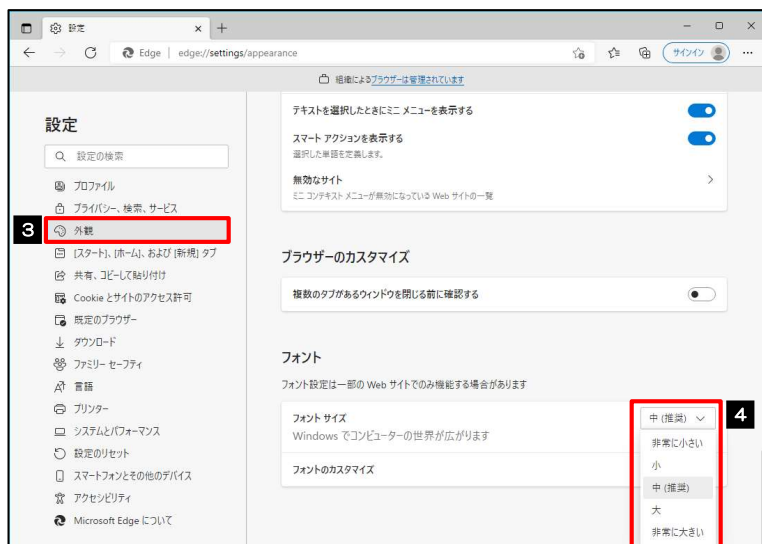 設定
Edge
edge://settings/appearance
サインイン
組織によるブラウザーは管理されています
設定
設定の検索
プロファイル
プライバシー、検索、サービス
3
外観
[スタート]、[ホーム]、および [新規] タブ
共有、コピーして貼り付け
Cookie とサイトのアクセス許可
既定のブラウザー
ダウンロード
ファミリー セーフティ
言語
プリンター
システムとパフォーマンス
設定のリセット
スマートフォンとその他のデバイス
アクセシビリティ
Microsoft Edge について
テキストを選択したときにミニ メニューを表示する
スマート アクションを表示する
選択した単語を定義します。
無効なサイト
ミニ コンテキスト メニューが無効になっている Web サイトの一覧
ブラウザーのカスタマイズ
複数のタブがあるウィンドウを閉じる前に確認する
フォント
フォント設定は一部の Web サイトでのみ機能する場合があります
フォント サイズ
Windows でコンピューターの世界が広がります
フォントのカスタマイズ
中 (推奨)
4
非常に小さい
小
中 (推奨)
大
非常に大きい